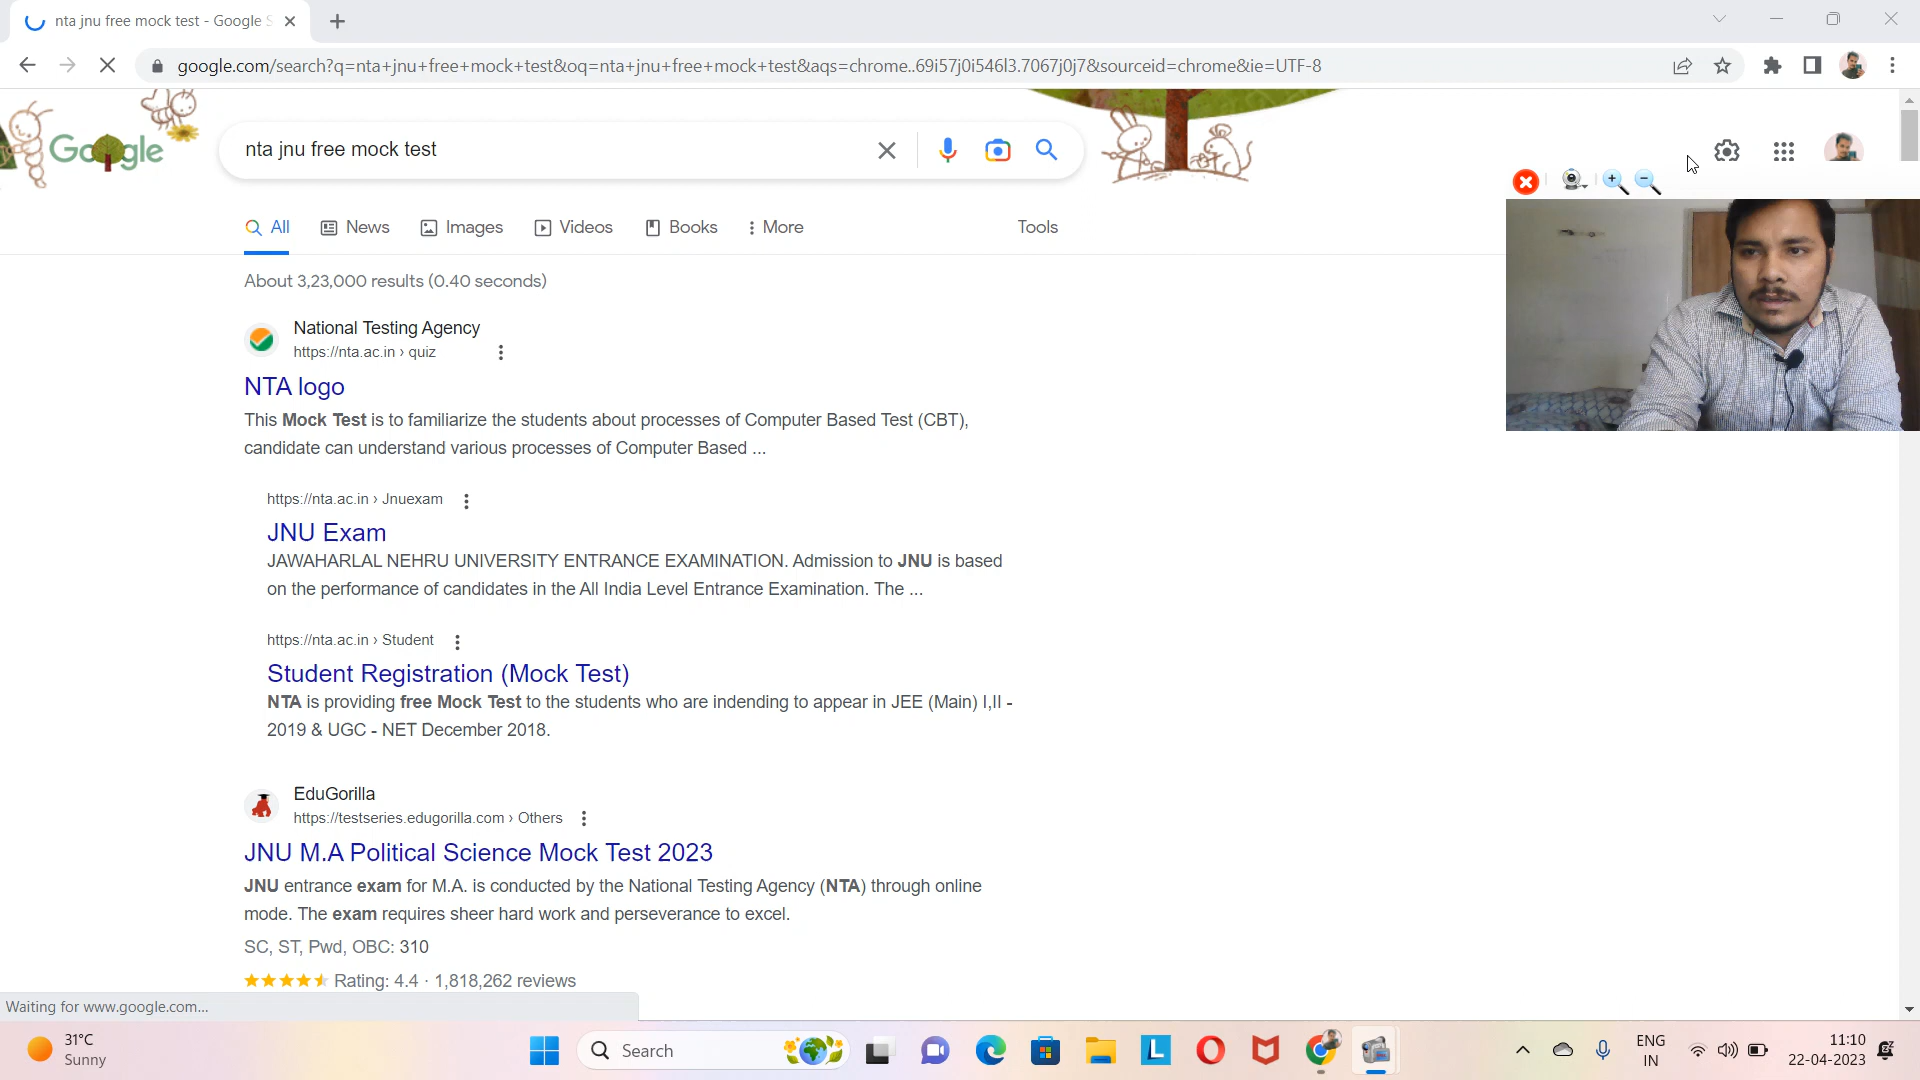 nta jnu free mock test - Google S
google.com/search?q=nta+jnu+free+mock+test&oq=nta+jnu+free+mock+test&aqs=chrome..69i57j0i546l3.7067j0j7&sourceid=chrome&ie=UTF-8
Google
nta jnu free mock test
All News Images Videos Books More Tools
About 3,23,000 results (0.40 seconds)
National Testing Agency
https://nta.ac.in › quiz
NTA logo
This Mock Test is to familiarize the students about processes of Computer Based Test (CBT),
candidate can understand various processes of Computer Based ...
https://nta.ac.in › Jnuexam
JNU Exam
JAWAHARLAL NEHRU UNIVERSITY ENTRANCE EXAMINATION. Admission to JNU is based
on the performance of candidates in the All India Level Entrance Examination. The ...
https://nta.ac.in › Student
Student Registration (Mock Test)
NTA is providing free Mock Test to the students who are indending to appear in JEE (Main) I,II -
2019 & UGC - NET December 2018.
EduGorilla
https://testseries.edugorilla.com › Others
JNU M.A Political Science Mock Test 2023
JNU entrance exam for M.A. is conducted by the National Testing Agency (NTA) through online
mode. The exam requires sheer hard work and perseverance to excel.
SC, ST, Pwd, OBC: 310
Rating: 4.4 · 1,818,262 reviews
Waiting for www.google.com...
31°C
Sunny
Search
L
ENG
IN
11:10
22-04-2023